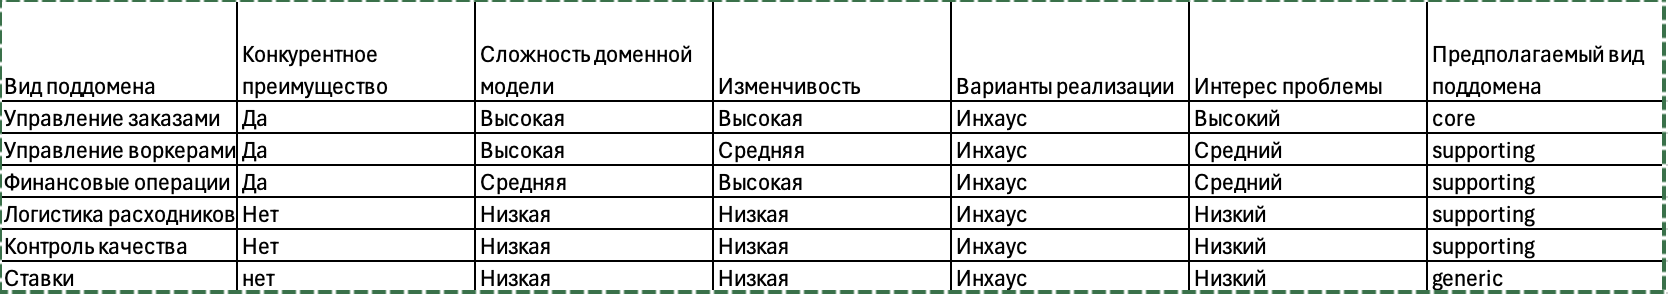 Вид поддомена
Конкурентное
преимущество
Сложность доменной
модели
Изменчивость
Варианты реализации
Интерес проблемы
Предполагаемый вид
поддомена
Управление заказами Да Высокая Высокая Инхаус Высокий core
Управление воркерами Да Высокая Средняя Инхаус Средний supporting
Финансовые операции Да Средняя Высокая Инхаус Средний supporting
Логистика расходников Нет Низкая Низкая Инхаус Низкий supporting
Контроль качества Нет Низкая Низкая Инхаус Низкий supporting
Ставки нет Низкая Низкая Инхаус Низкий generic